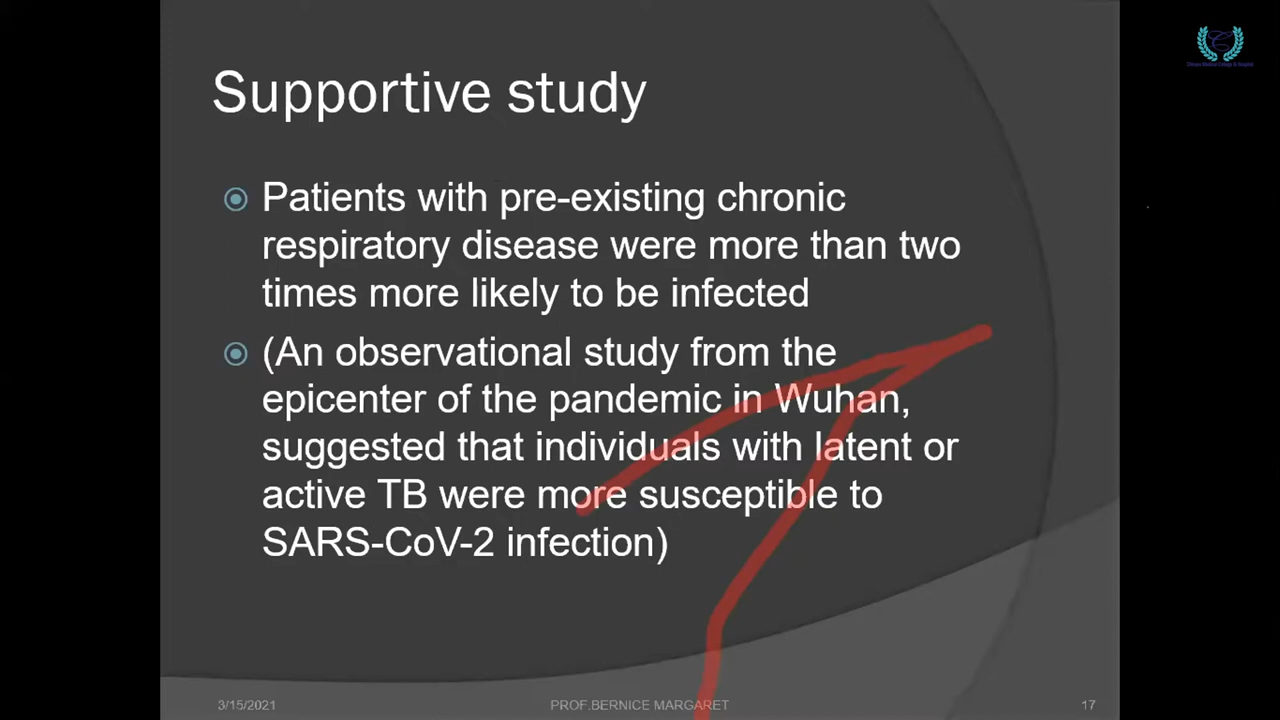 Supportive study
Patients with pre-existing chronic
respiratory disease were more than two
times more likely to be infected
(An observational study from the
epicenter of the pandemic in Wuhan,
suggested that individuals with latent or
active TB were more susceptible to
SARS-CoV-2 infection)
3/15/2021
PROF.BERNICE MARGARET
17